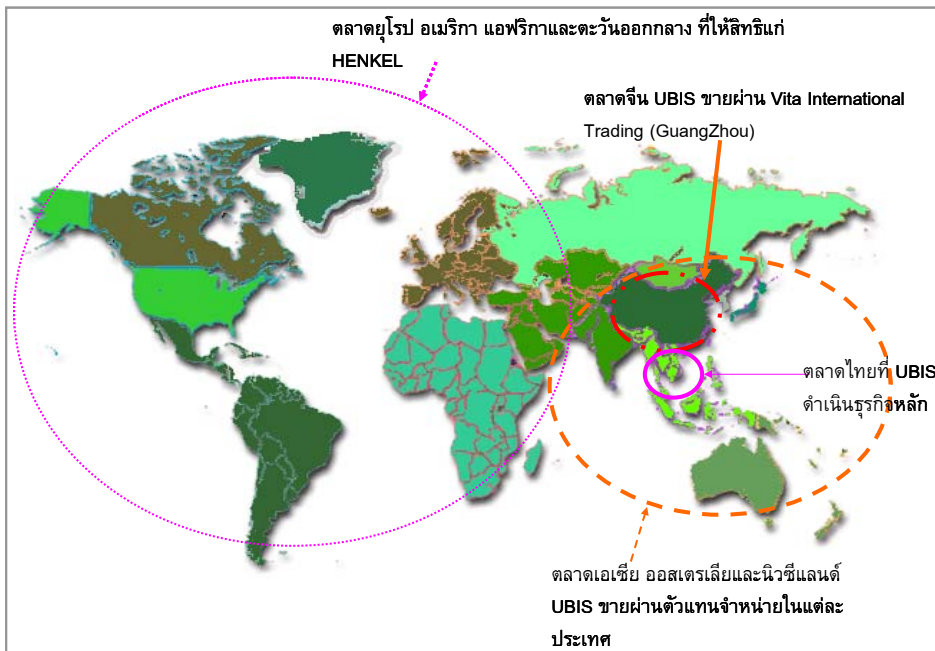 ตลาดยุโรป อเมริกา แอฟริกาและตะวันออกกลาง ที่ให้สิทธิแก่
HENKEL
ตลาดจีน UBIS ขายผ่าน Vita International
Trading (GuangZhou)
ตลาดไทยที่ UBIS
ดำเนินธุรกิจหลัก
ตลาดเอเซีย ออสเตรเลียและนิวซีแลนด์
UBIS ขายผ่านตัวแทนจำหน่ายในแต่ละ
ประเทศ